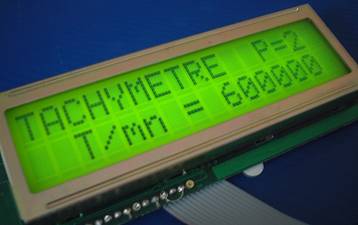 TACHYMETRE P=2
T/mn = 600000